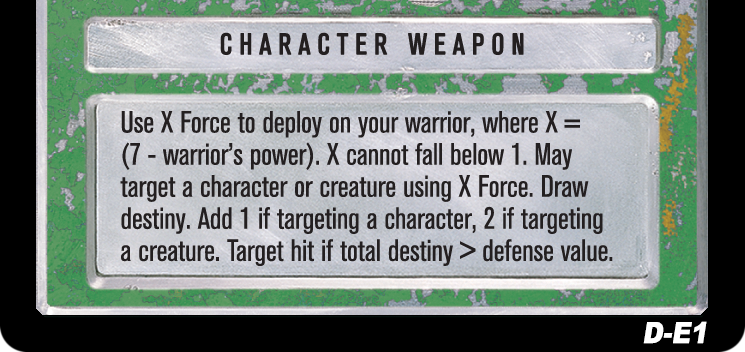 CHARACTER WEAPON
Use X Force to deploy on your warrior, where X =
(7 - warrior's power). X cannot fall below 1. May
target a character or creature using X Force. Draw
destiny. Add 1 if targeting a character, 2 if targeting
a creature. Target hit if total destiny > defense value.
D-E1